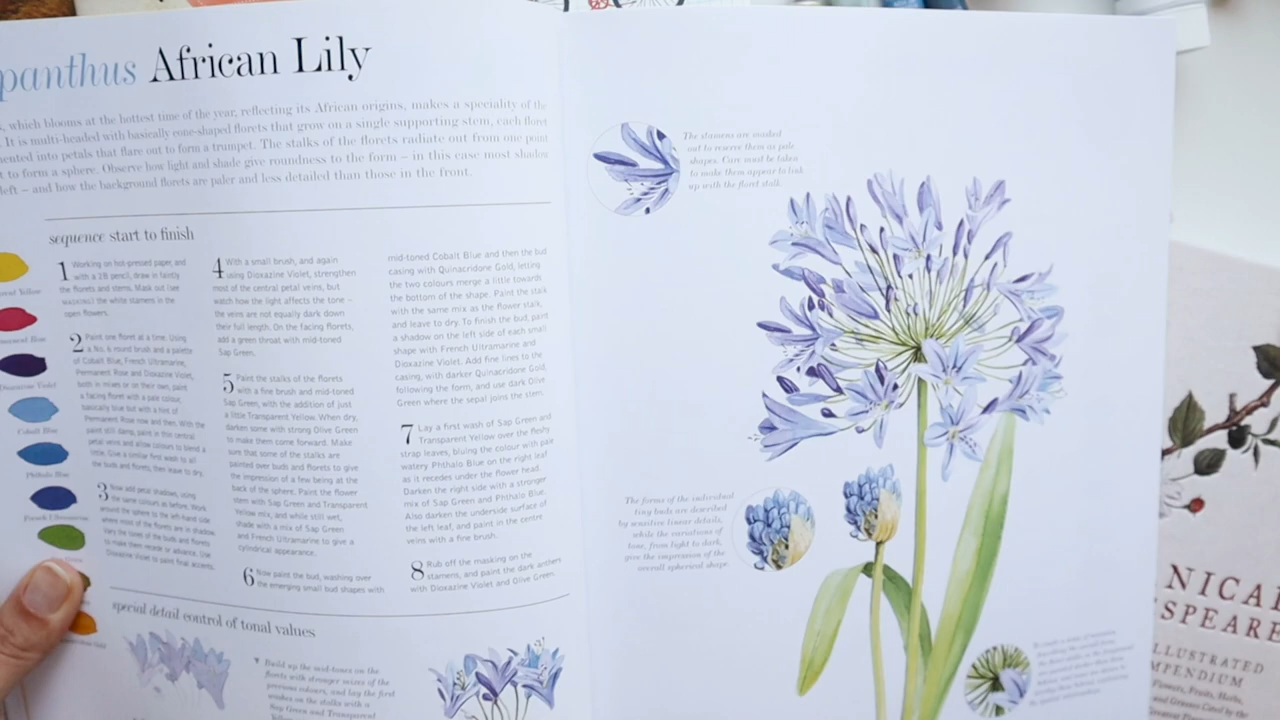 panthus African Lily
, which blooms at the hottest time of the year, reflecting its African origins, makes a speciality of the
. It is multi-headed with basically cone-shaped florets that grow on a single supporting stem, each floret
mented into petals that flare out to form a trumpet. The stalks of the florets radiate out from one point
t to form a sphere. Observe how light and shade give roundness to the form – in this case most shadow
left – and how the background florets are paler and less detailed than those in the front.
sequence start to finish
1 Working on hot-pressed paper, and
with a 2B pencil, draw in faintly
the florets and stems. Mask out (see
MASKING) the white stamens in the
open flowers.
2 Paint one floret at a time. Using
a No. 6 round brush and a palette
of Cobalt Blue, French Ultramarine,
Permanent Rose and Dioxazine Violet,
both in mixes or on their own, paint
a facing floret with a pale colour,
basically blue but with a hint of
Permanent Rose now and then. With the
paint still damp, paint in the central
petal veins and allow colours to blend a
little. Give a similar first wash to all
the buds and florets, then leave to dry.
3 Now add petal shadows, using
the same colours as before. Work
around the sphere to the left-hand side
where most of the florets are in shadow.
Vary the tones of the buds and florets
to make them recede or advance. Use
Dioxazine Violet to paint final accents.
4 With a small brush, and again
using Dioxazine Violet, strengthen
most of the central petal veins, but
watch how the light affects the tone –
the veins are not equally dark down
their full length. On the facing florets,
add a green throat with mid-toned
Sap Green.
5 Paint the stalks of the florets
with a fine brush and mid-toned
Sap Green, with the addition of just
a little Transparent Yellow. When dry,
darken some with strong Olive Green
to make them come forward. Make
sure that some of the stalks are
painted over buds and florets to give
the impression of a few being at the
back of the sphere. Paint the flower
stem with Sap Green and Transparent
Yellow mix, and while still wet,
shade with a mix of Sap Green
and French Ultramarine to give a
cylindrical appearance.
6 Now paint the bud, washing over
the emerging small bud shapes with
mid-toned Cobalt Blue and then the bud
casing with Quinacridone Gold, letting
the two colours merge a little towards
the bottom of the shape. Paint the stalk
with the same mix as the flower stalk,
and leave to dry. To finish the bud, paint
a shadow on the left side of each small
shape with French Ultramarine and
Dioxazine Violet. Add fine lines to the
casing, with darker Quinacridone Gold,
following the form, and use dark Olive
Green where the sepal joins the stem.
7 Lay a first wash of Sap Green and
Transparent Yellow over the fleshy
strap leaves, bluing the colour with pale
watery Phthalo Blue on the right leaf
as it recedes under the flower head.
Darken the right side with a stronger
mix of Sap Green and Phthalo Blue.
Also darken the underside surface of
the left leaf, and paint in the centre
veins with a fine brush.
8 Rub off the masking on the
stamens, and paint the dark anthers
with Dioxazine Violet and Olive Green.
Yellow
Rose
Dioxazine Violet
Cobalt Blue
Phthalo Blue
French Ultramarine
special detail control of tonal values
Build up the mid-tones on the
florets with stronger mixes of the
previous colours, and lay the first
washes on the stalks with a
Sap Green and Transparent
The stamens are masked
out to reserve them as pale
shapes. Care must be taken
to make them appear to link
up with the floret stalk.
The forms of the individual
tiny buds are described
by sensitive linear details,
while the variations of
tone, from light to dark,
give the impression of the
overall spherical shape.
NICA
SPEARE
LLUSTRATED
MPENDIUM
Flowers, Fruits, Herbs,